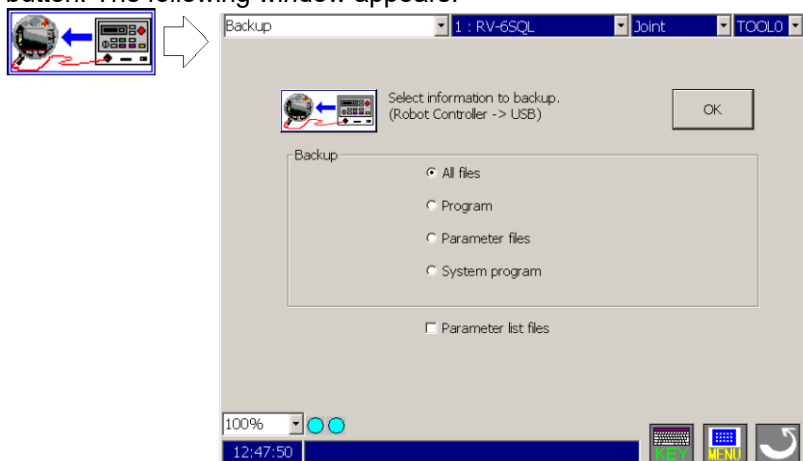 button. The following window appears.
Backup 1 : RV-6SQL Joint TOOL0
Select information to backup.
(Robot Controller -> USB)
OK
Backup
All files
Program
Parameter files
System program
Parameter list files
100%
12:47:50
KEY MENU